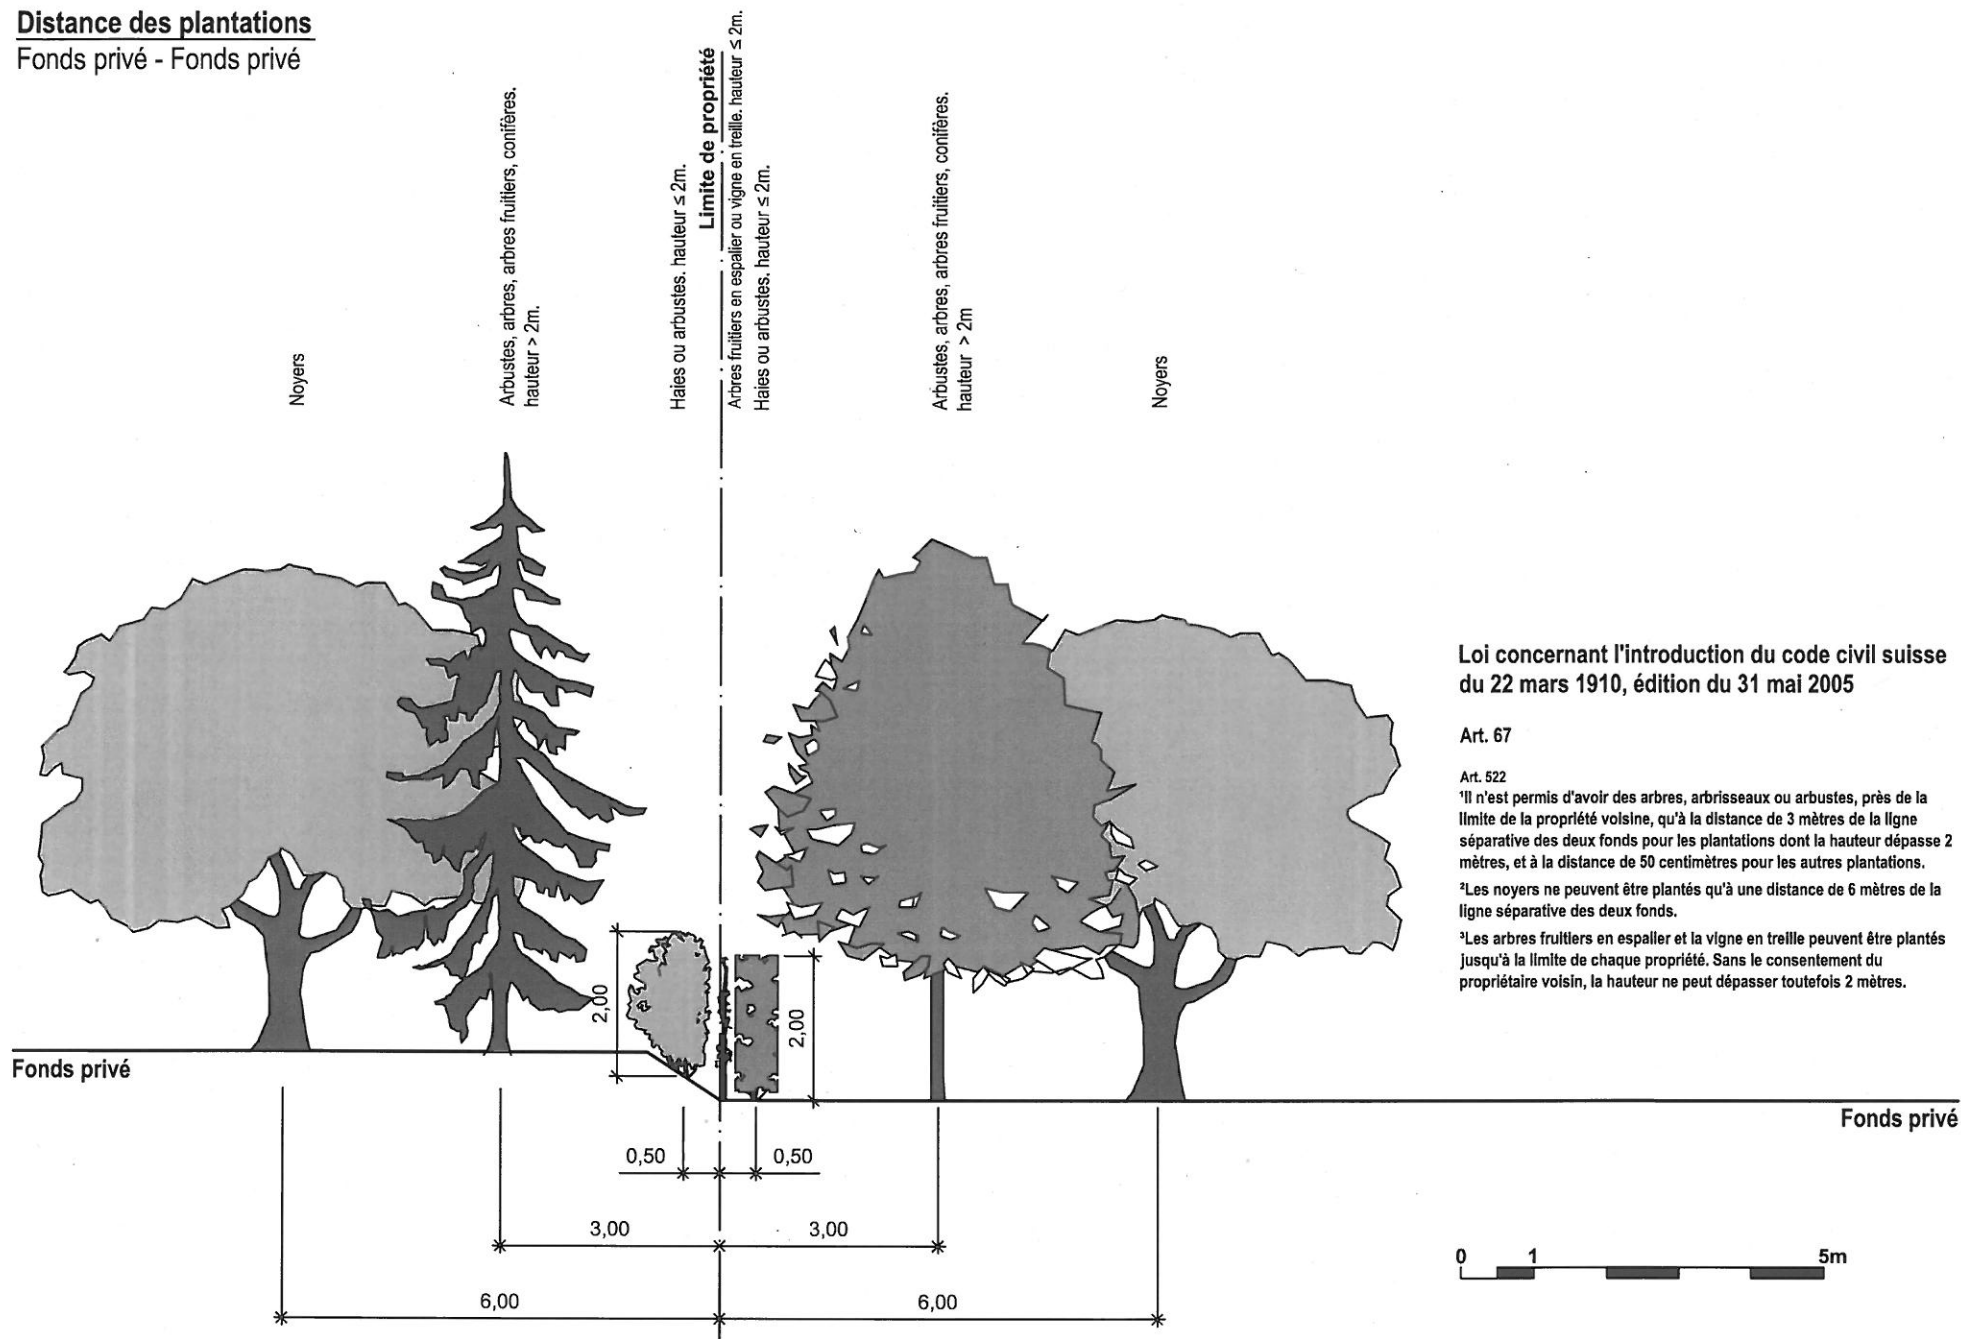 Distance des plantations
Fonds privé - Fonds privé
Noyers
Arbustes, arbres, arbres fruitiers, conifères.
hauteur > 2m.
Haies ou arbustes. hauteur ≤ 2m.
Limite de propriété
Arbres fruitiers en espalier ou vigne en treille. hauteur ≤ 2m.
Haies ou arbustes. hauteur ≤ 2m.
Arbustes, arbres, arbres fruitiers, conifères.
hauteur > 2m
Noyers
Loi concernant l'introduction du code civil suisse
du 22 mars 1910, édition du 31 mai 2005
Art. 67
Art. 522
¹Il n'est permis d'avoir des arbres, arbrisseaux ou arbustes, près de la
limite de la propriété voisine, qu'à la distance de 3 mètres de la ligne
séparative des deux fonds pour les plantations dont la hauteur dépasse 2
mètres, et à la distance de 50 centimètres pour les autres plantations.
²Les noyers ne peuvent être plantés qu'à une distance de 6 mètres de la
ligne séparative des deux fonds.
³Les arbres fruitiers en espalier et la vigne en treille peuvent être plantés
jusqu'à la limite de chaque propriété. Sans le consentement du
propriétaire voisin, la hauteur ne peut dépasser toutefois 2 mètres.
2,00
2,00
Fonds privé
Fonds privé
0,50
0,50
3,00
3,00
6,00
6,00
0
1
5m